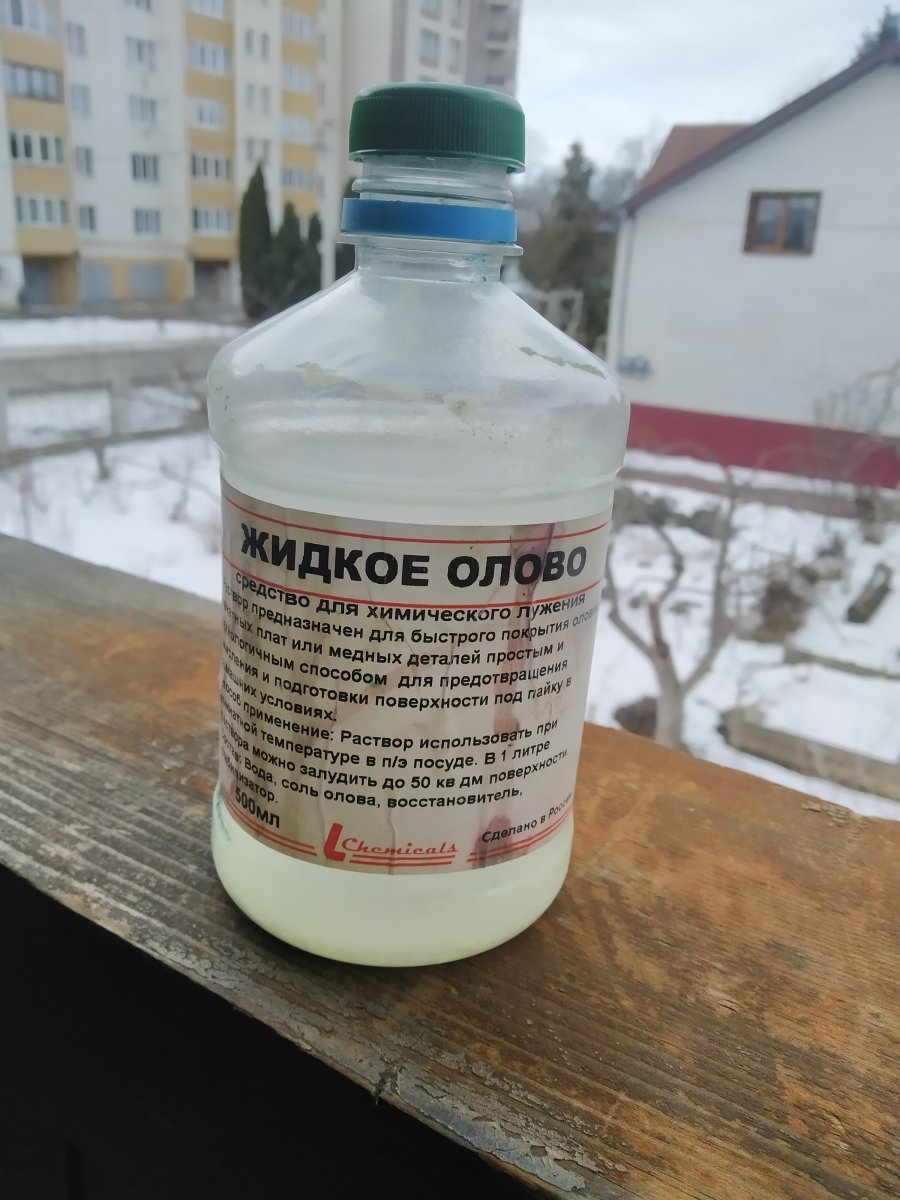 ЖИДКОЕ ОЛОВО
средство для химического лужения
предназначен для быстрого покрытия
плат или медных деталей простым и
способом для предотвращения
и подготовки поверхности под пайку в
условиях.
применение: Раствор использовать при
температуре в п/э посуде. В 1 литре
можно залудить до 50 кв дм поверхности.
Вода, соль олова, восстановитель,
500мл
L Chemicals
Сделано в России